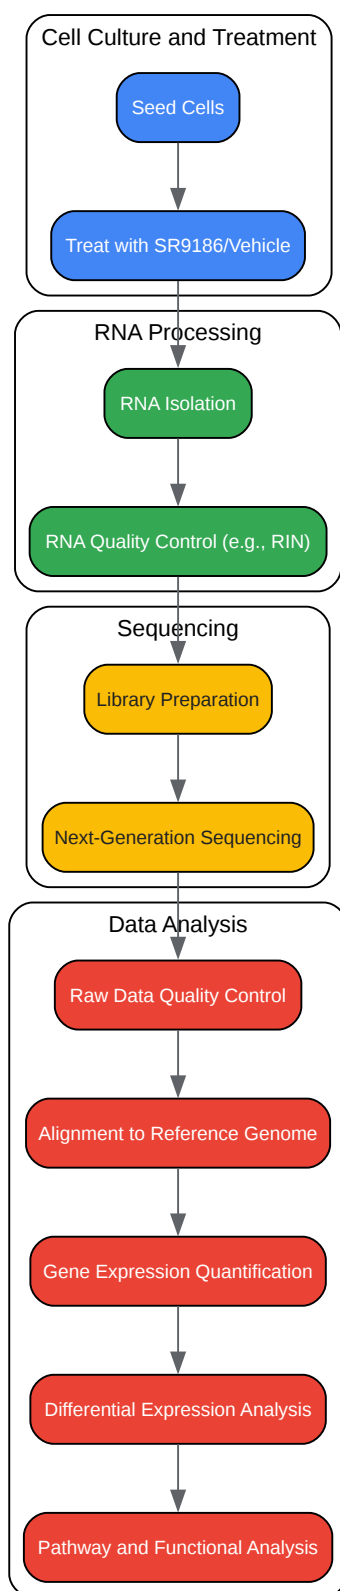 Cell Culture and Treatment
Seed Cells
Treat with SR9186/Vehicle
RNA Processing
RNA Isolation
RNA Quality Control (e.g., RIN)
Sequencing
Library Preparation
Next-Generation Sequencing
Data Analysis
Raw Data Quality Control
Alignment to Reference Genome
Gene Expression Quantification
Differential Expression Analysis
Pathway and Functional Analysis